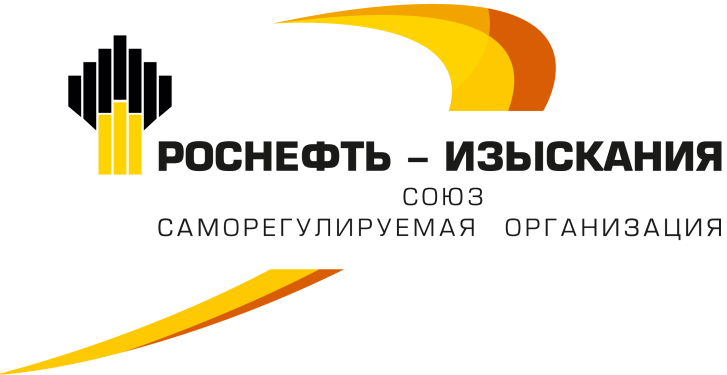 РОСНЕФТЬ – ИЗЫСКАНИЯ
СОЮЗ
САМОРЕГУЛИРУЕМАЯ ОРГАНИЗАЦИЯ